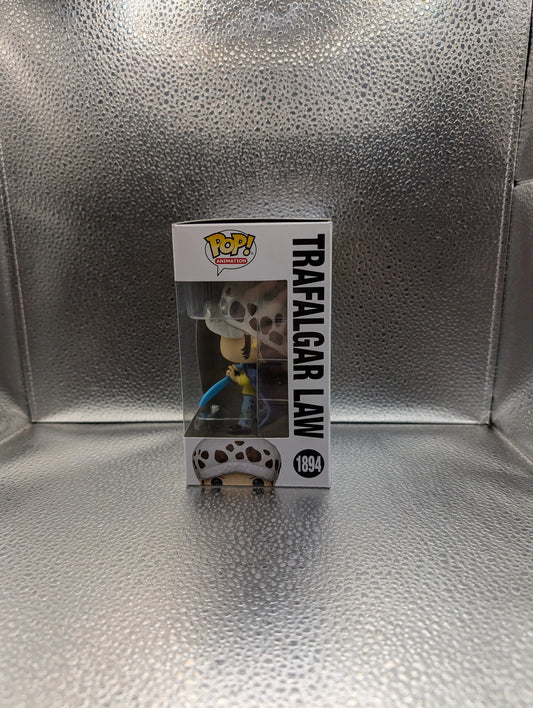 POP!
ANIMATION
TRAFALGAR LAW
1894